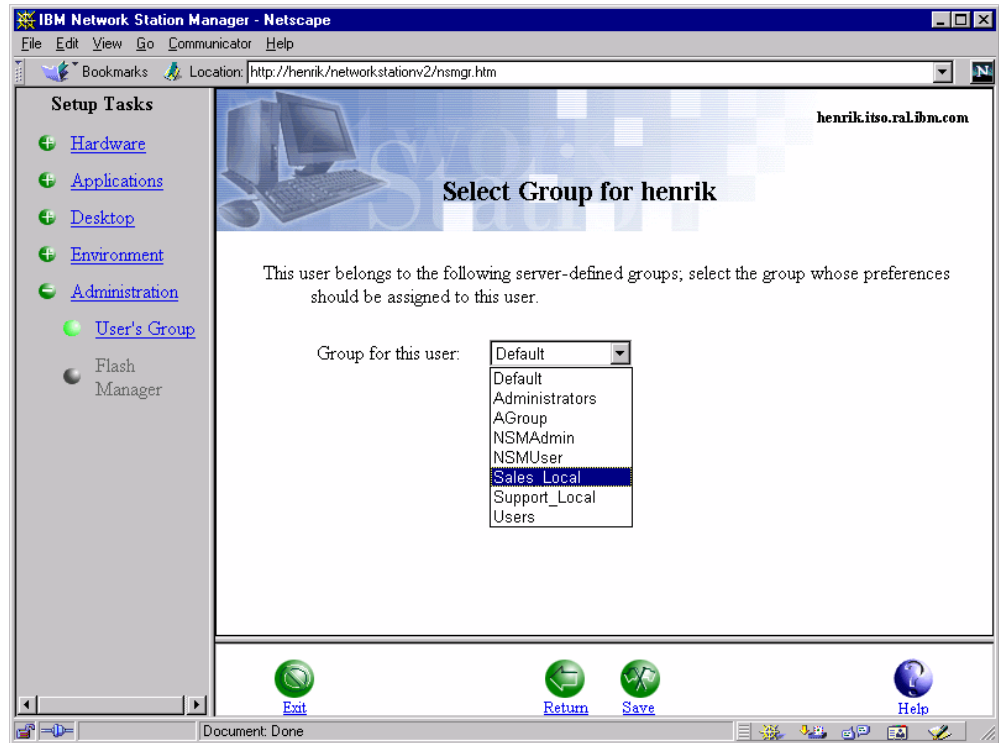 IBM Network Station Manager - Netscape
File Edit View Go Communicator Help
Bookmarks Location: http://henrik/networkstationv2/nsmgr.htm
N
Setup Tasks
Hardware
Applications
Desktop
Environment
Administration
User's Group
Flash
Manager
Network
Station
henrik.itso.ral.ibm.com
Select Group for henrik
This user belongs to the following server-defined groups; select the group whose preferences
should be assigned to this user.
Group for this user: Default
Default
Administrators
AGroup
NSMAdmin
NSMUser
Sales_Local
Support_Local
Users
Exit
Return
Save
?
Help
Document: Done